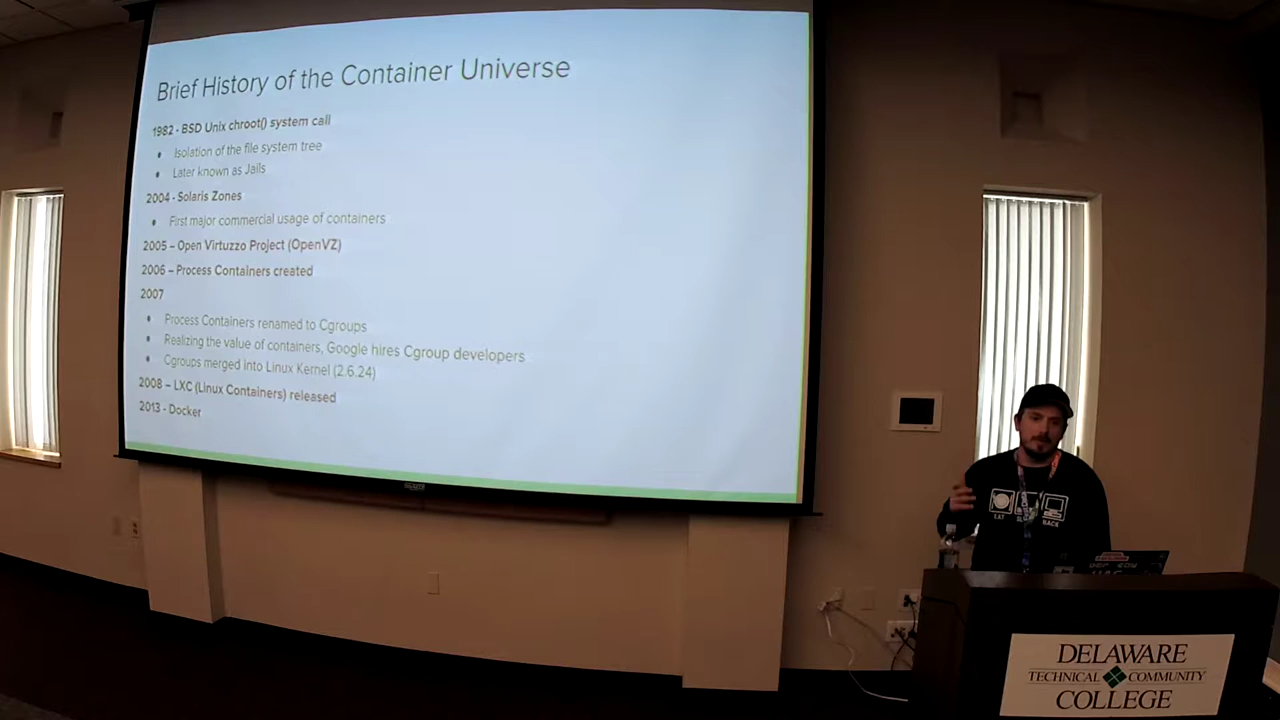 Brief History of the Container Universe
1982 - BSD Unix chroot() system call
• Isolation of the file system tree
• Later known as Jails
2004 - Solaris Zones
• First major commercial usage of containers
2005 – Open Virtuzzo Project (OpenVZ)
2006 – Process Containers created
2007
• Process Containers renamed to Cgroups
• Realizing the value of containers, Google hires Cgroup developers
• Cgroups merged into Linux Kernel (2.6.24)
2008 – LXC (Linux Containers) released
2013 - Docker
EAT
HACK
DELAWARE
TECHNICAL COMMUNITY
COLLEGE